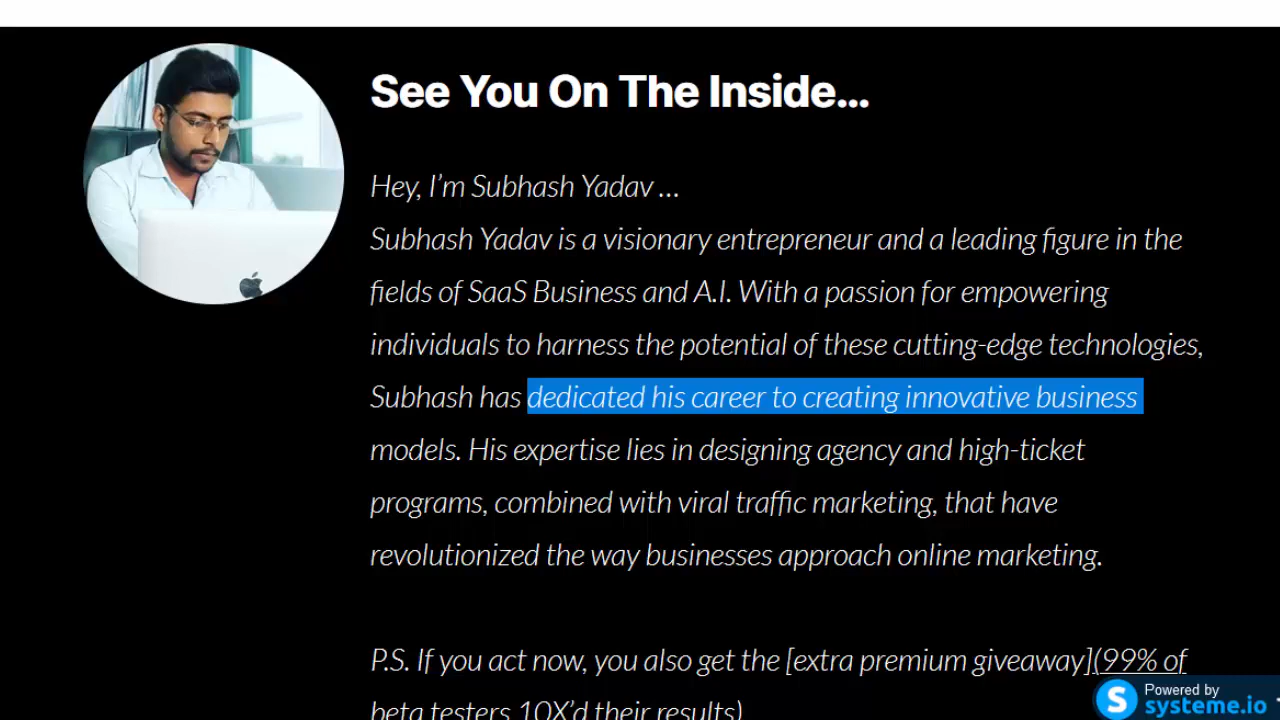 See You On The Inside...
Hey, I'm Subhash Yadav ...
Subhash Yadav is a visionary entrepreneur and a leading figure in the
fields of SaaS Business and A.I. With a passion for empowering
individuals to harness the potential of these cutting-edge technologies,
Subhash has dedicated his career to creating innovative business
models. His expertise lies in designing agency and high-ticket
programs, combined with viral traffic marketing, that have
revolutionized the way businesses approach online marketing.
P.S. If you act now, you also get the [extra premium giveaway](99% of
beta testers 10X'd their results)
Powered by
systeme.io